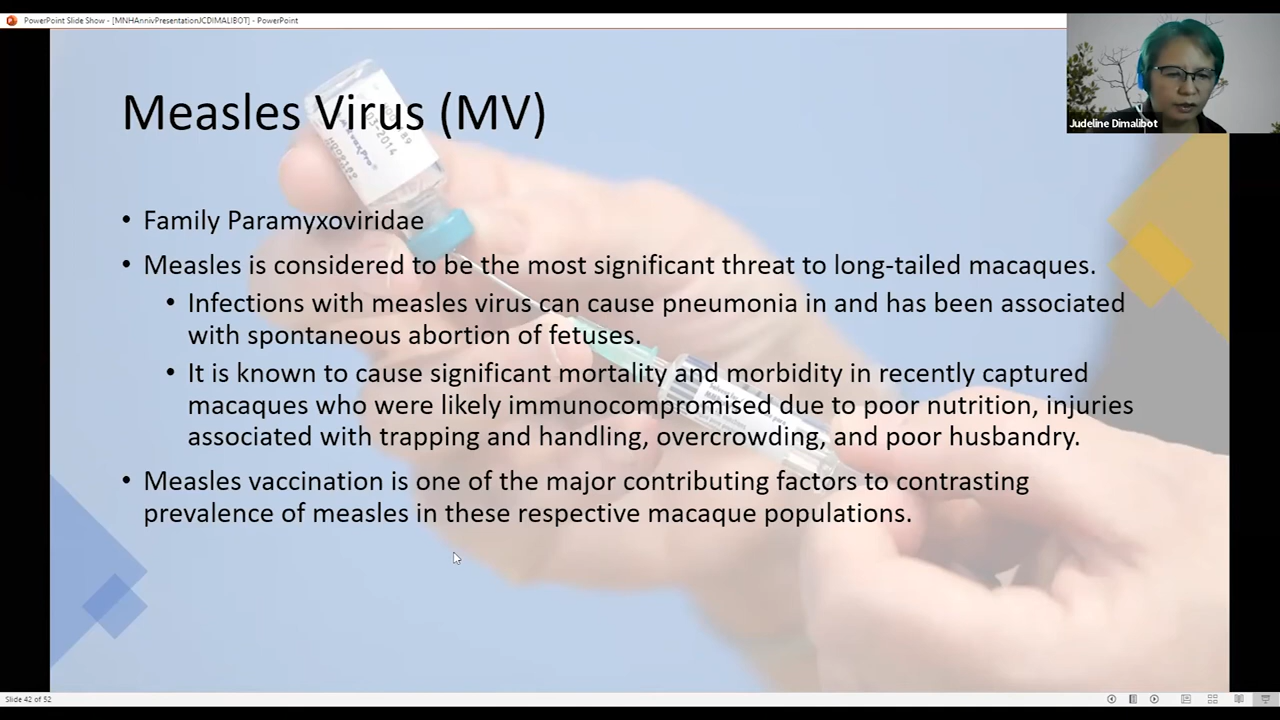 PowerPoint Slide Show - [MNHAnnivPresentationJCDIMALIBOT] - PowerPoint
Judeline Dimalibot
Measles Virus (MV)
• Family Paramyxoviridae
• Measles is considered to be the most significant threat to long-tailed macaques.
• Infections with measles virus can cause pneumonia in and has been associated
with spontaneous abortion of fetuses.
• It is known to cause significant mortality and morbidity in recently captured
macaques who were likely immunocompromised due to poor nutrition, injuries
associated with trapping and handling, overcrowding, and poor husbandry.
• Measles vaccination is one of the major contributing factors to contrasting
prevalence of measles in these respective macaque populations.
Slide 42 of 52